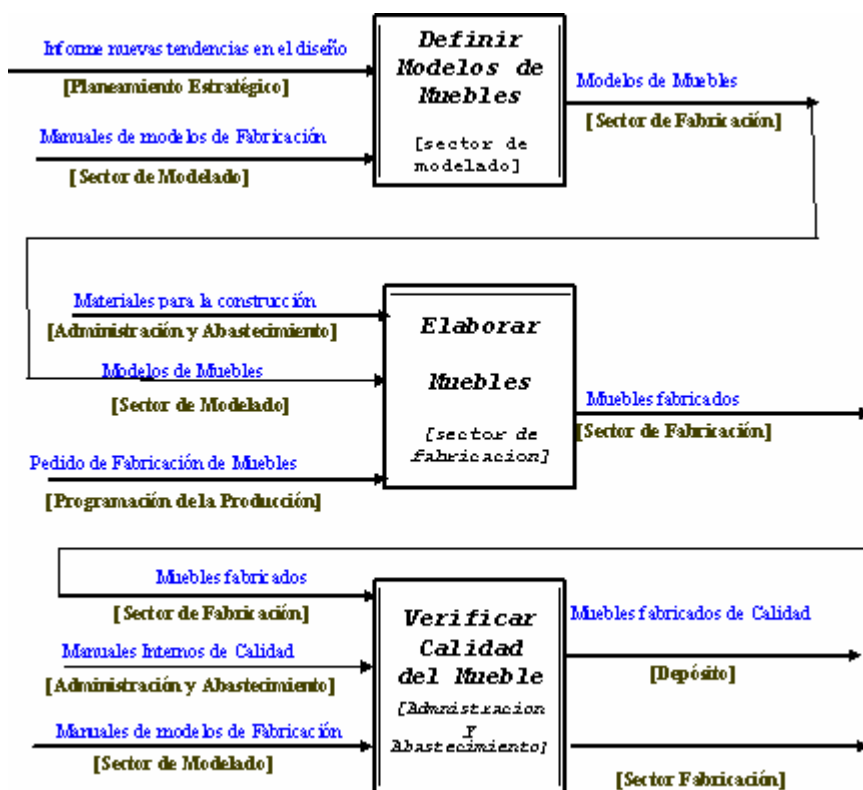 Informe nuevas tendencias en el diseño
[Planeamiento Estratégico]
Manuales de modelos de Fabricación
[Sector de Modelado]
Definir
Modelos de
Muebles
[sector de
modelado]
Modelos de Muebles
[Sector de Fabricación]
Materiales para la construcción
[Administración y Abastecimiento]
Modelos de Muebles
[Sector de Modelado]
Pedido de Fabricación de Muebles
[Programación de la Producción]
Elaborar
Muebles
[sector de
fabricacion]
Muebles fabricados
[Sector de Fabricación]
Muebles fabricados
[Sector de Fabricación]
Manuales Internos de Calidad
[Administración y Abastecimiento]
Manuales de modelos de Fabricación
[Sector de Modelado]
Verificar
Calidad
del Mueble
[Admnistracion
y
Abastecimiento]
Muebles fabricados de Calidad
[Depósito]
[Sector Fabricación]